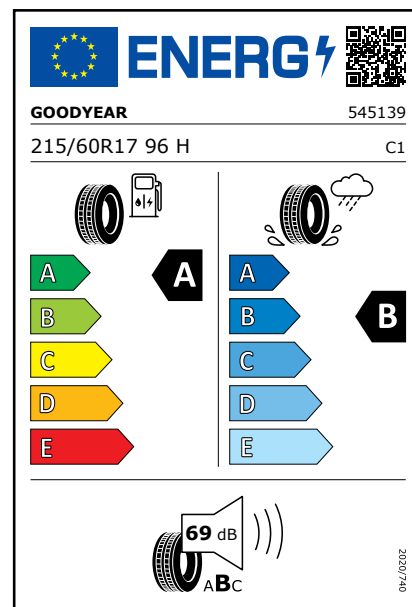 ENERG
GOODYEAR 545139
215/60R17 96 H C1
A A A
B B B
C C
D D
E E
69 dB
ABC
2020/740